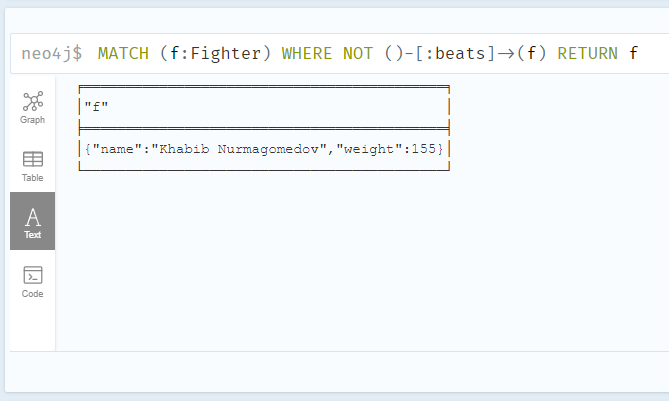 neo4j$ MATCH (f:Fighter) WHERE NOT ()-[:beats]->(f) RETURN f
"f"
{"name":"Khabib Nurmagomedov","weight":155}
Graph
Table
A
Text
Code